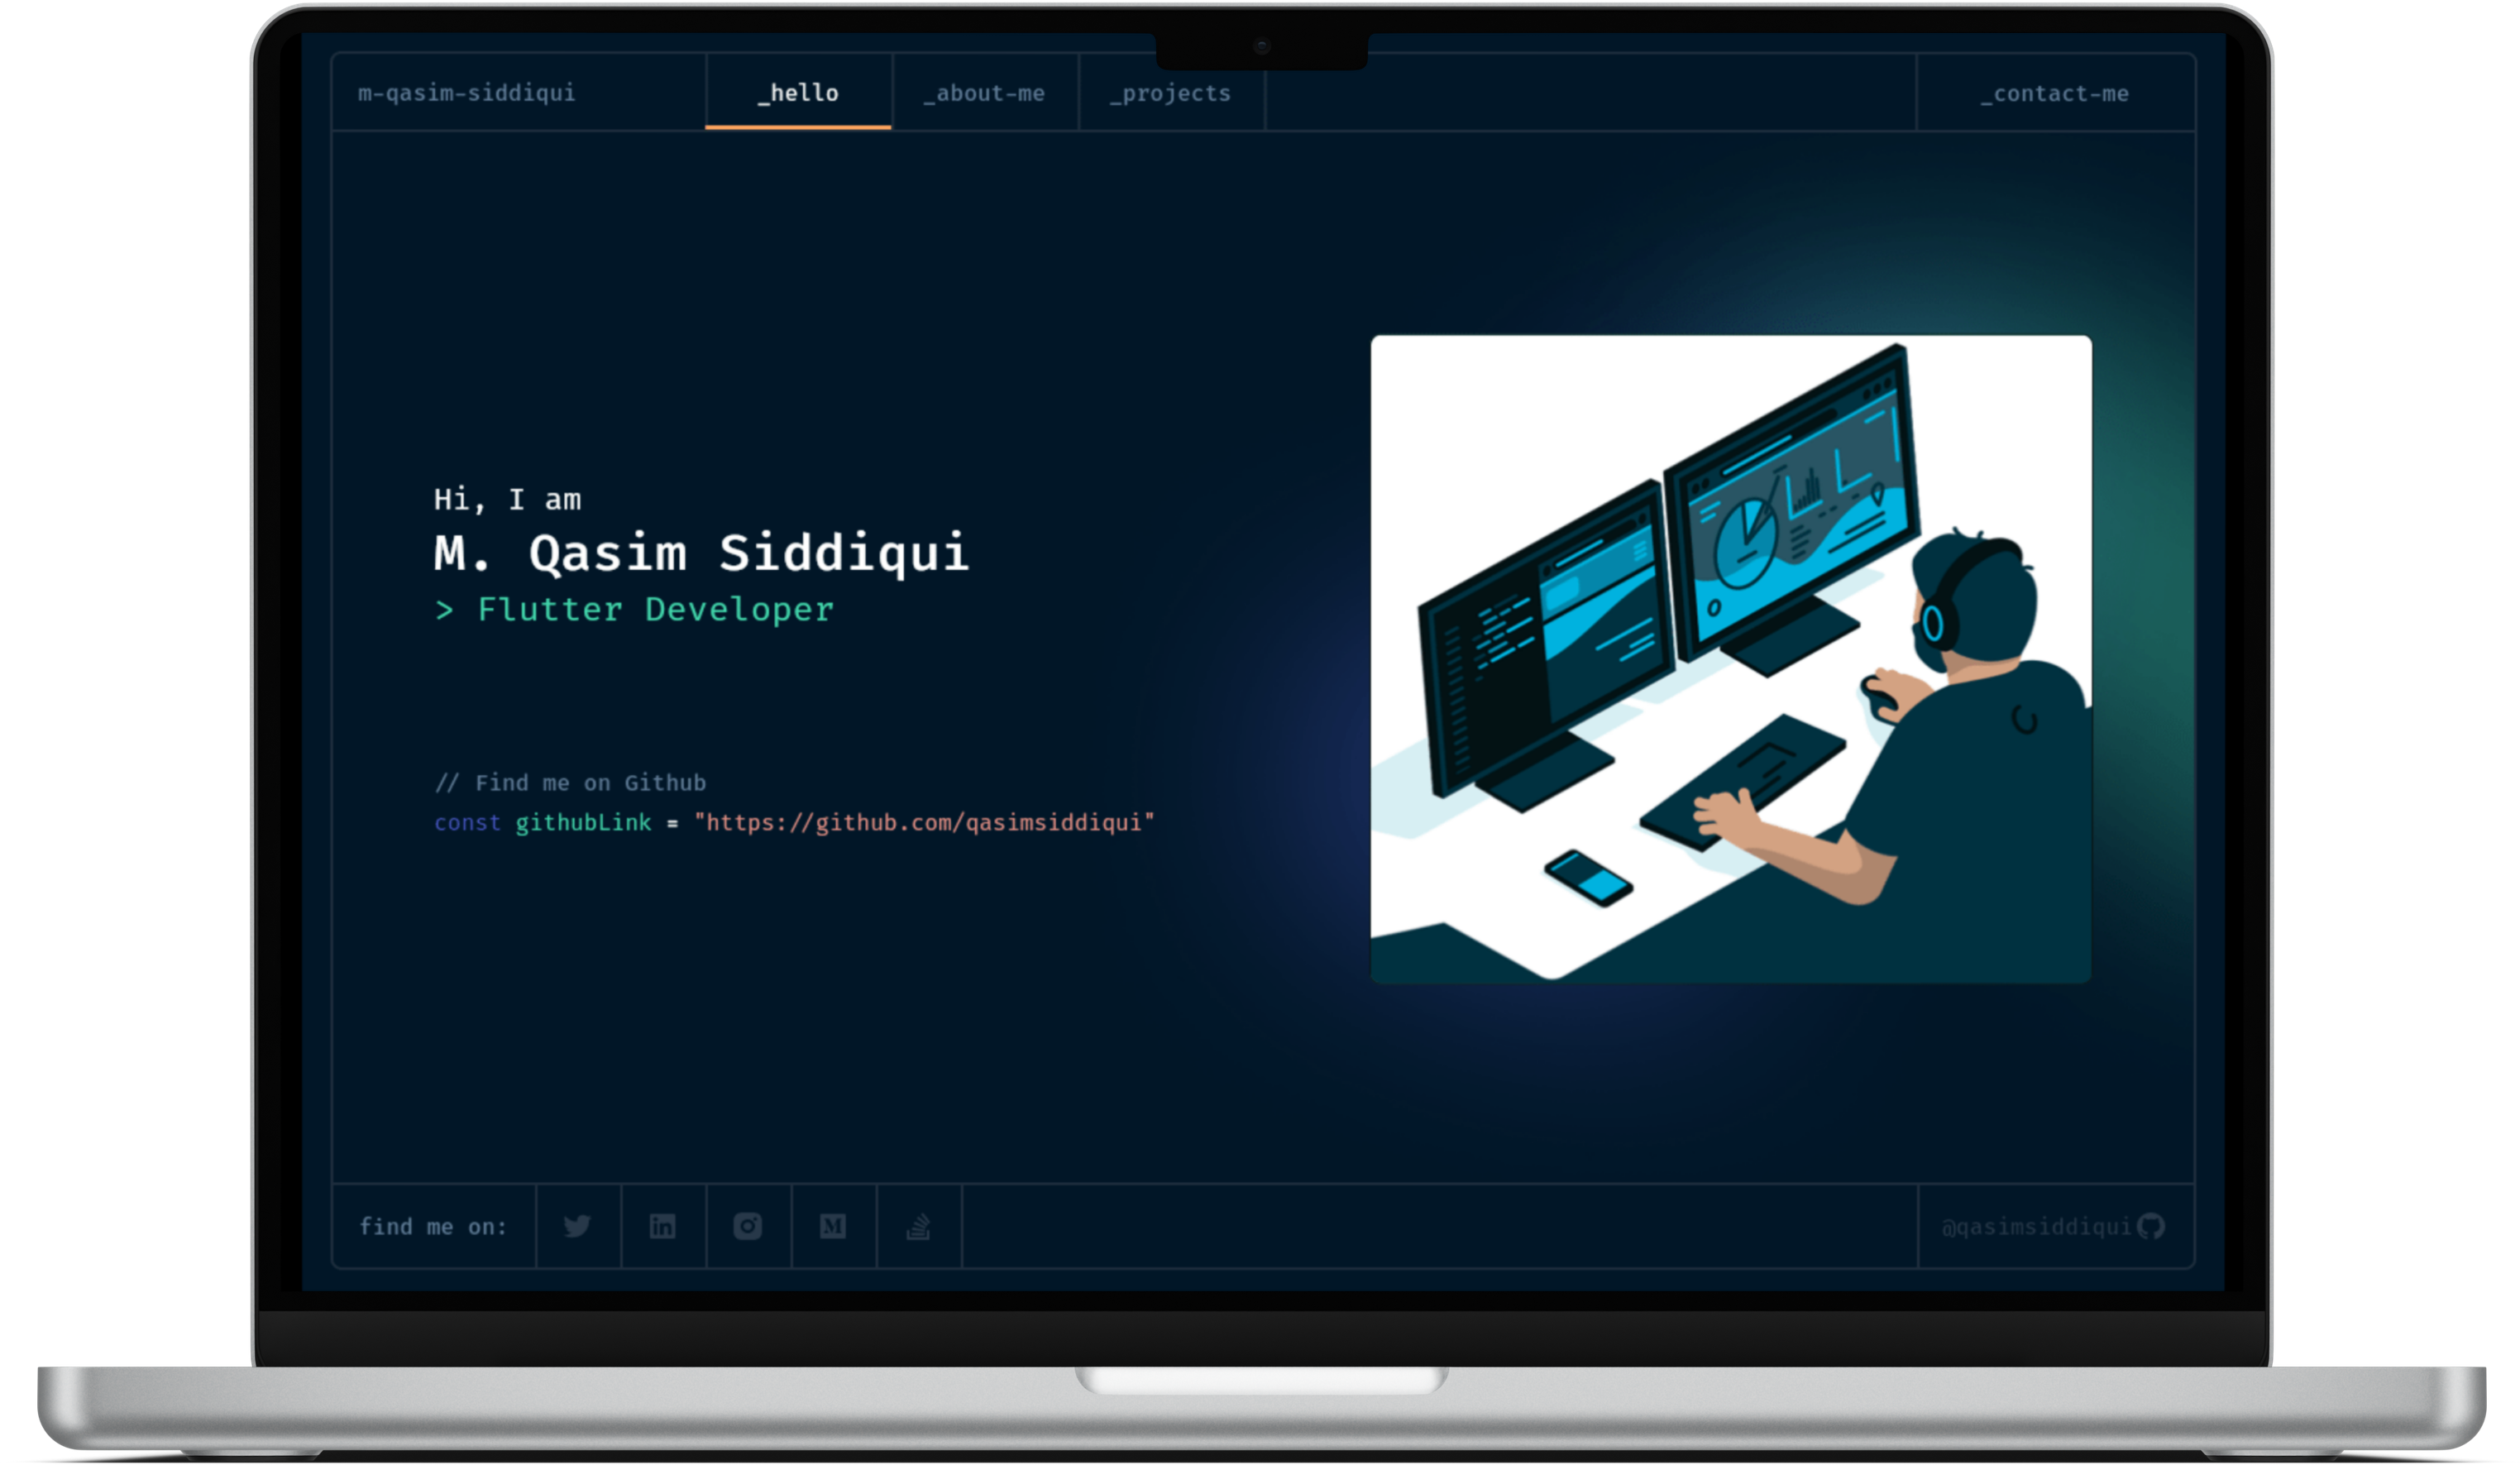 m-qasim-siddiqui
_hello
_about-me
_projects
_contact-me
Hi, I am
M. Qasim Siddiqui
> Flutter Developer
// Find me on Github
const githubLink = "https://github.com/qasimsiddiqui"
find me on:
in
M
@qasimsiddiqui